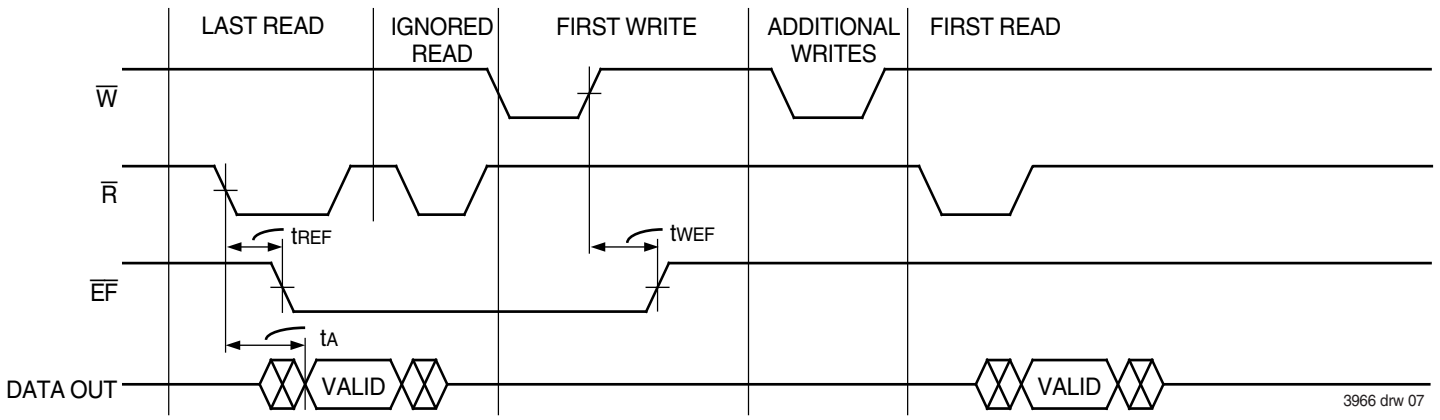 LAST READ
IGNORED
READ
FIRST WRITE
ADDITIONAL
WRITES
FIRST READ
W̅
R̅
tREF
tWEF
E̅F̅
tA
DATA OUT
VALID
VALID
3966 drw 07